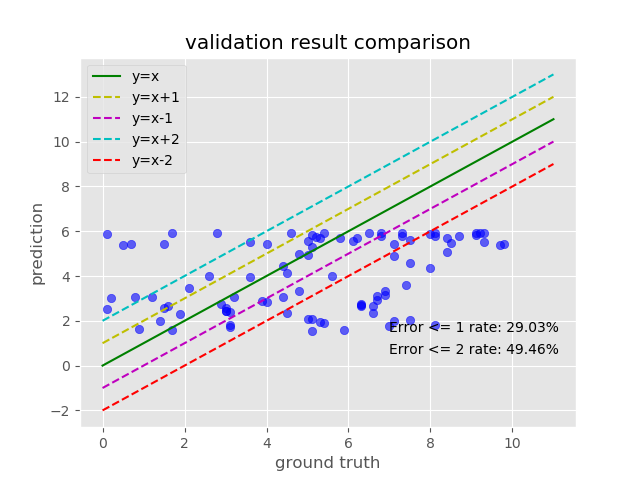 validation result comparison
y=x
y=x+1
y=x-1
y=x+2
y=x-2
12
10
8
6
4
2
0
−2
prediction
Error <= 1 rate: 29.03%
Error <= 2 rate: 49.46%
0 2 4 6 8 10
ground truth